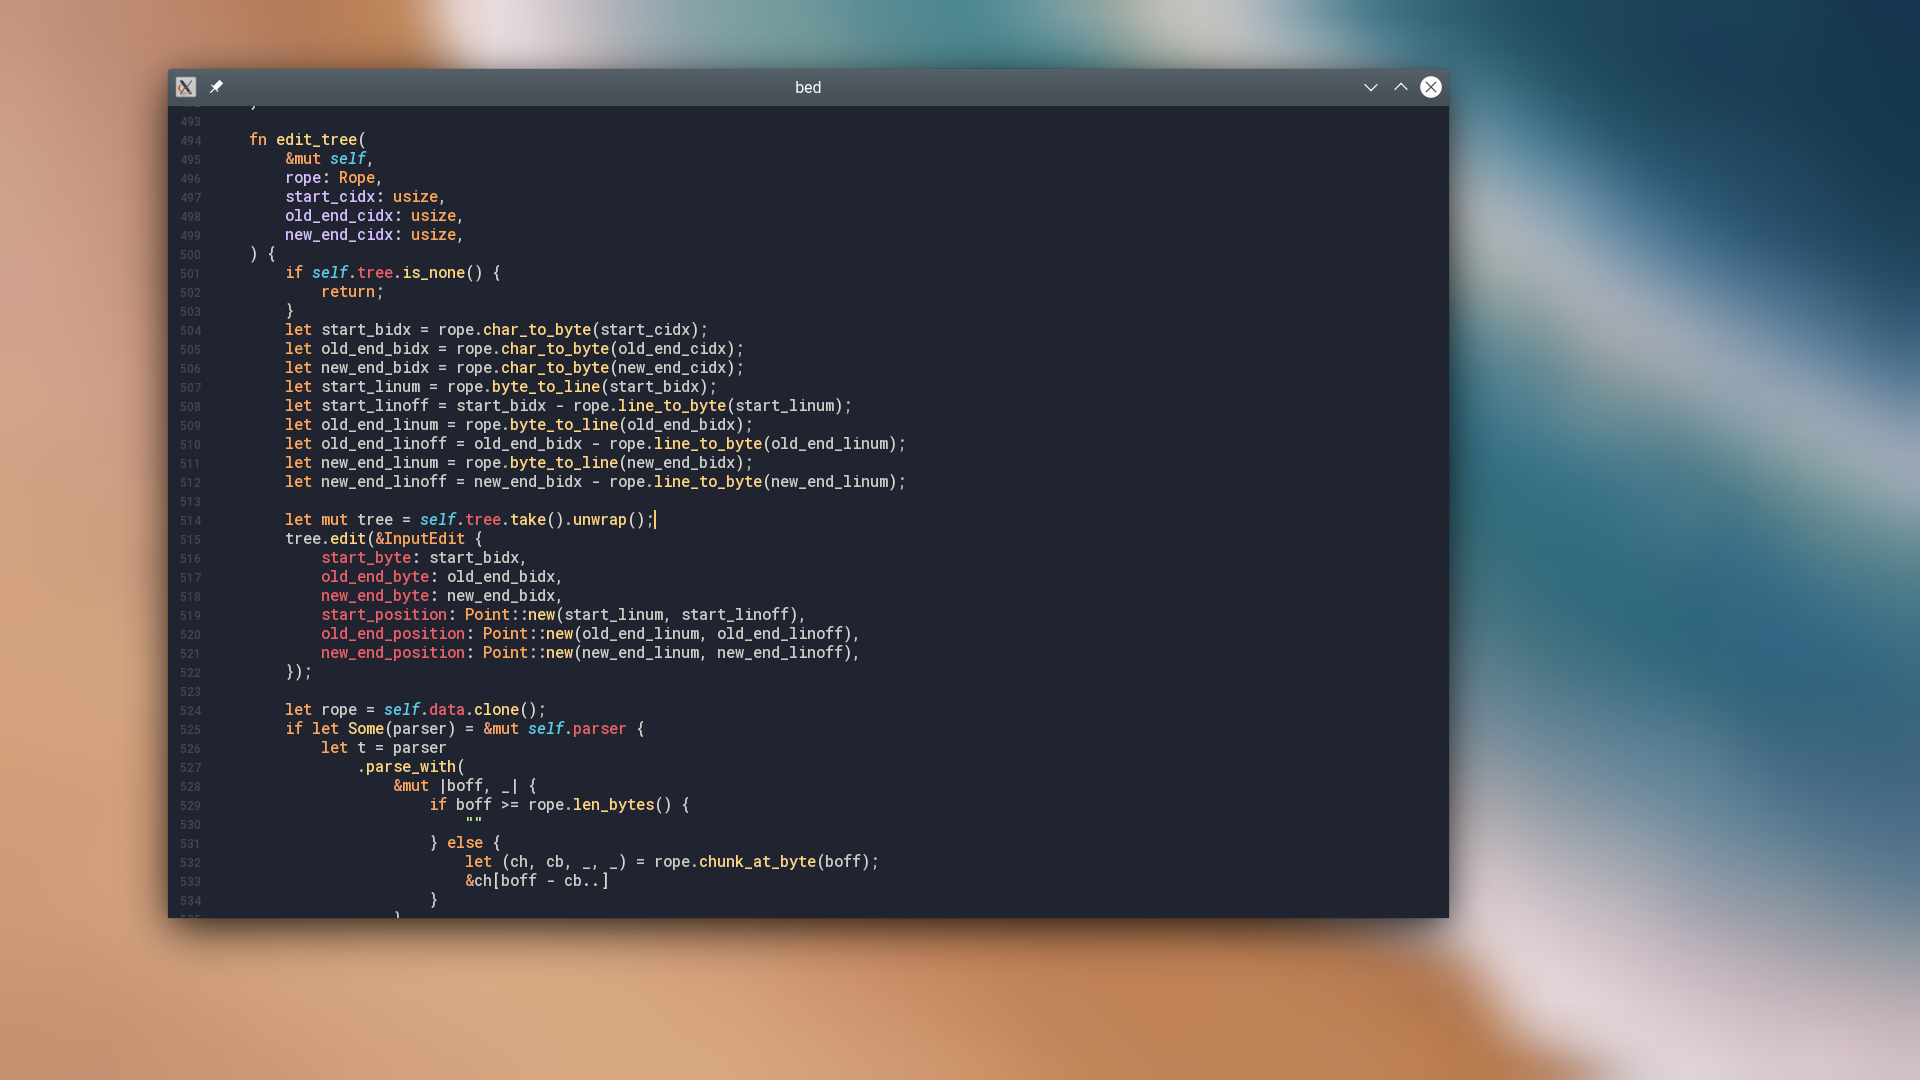 bed
493
494 fn edit_tree(
495 &mut self,
496 rope: Rope,
497 start_cidx: usize,
498 old_end_cidx: usize,
499 new_end_cidx: usize,
500 ) {
501 if self.tree.is_none() {
502 return;
503 }
504 let start_bidx = rope.char_to_byte(start_cidx);
505 let old_end_bidx = rope.char_to_byte(old_end_cidx);
506 let new_end_bidx = rope.char_to_byte(new_end_cidx);
507 let start_linum = rope.byte_to_line(start_bidx);
508 let start_linoff = start_bidx - rope.line_to_byte(start_linum);
509 let old_end_linum = rope.byte_to_line(old_end_bidx);
510 let old_end_linoff = old_end_bidx - rope.line_to_byte(old_end_linum);
511 let new_end_linum = rope.byte_to_line(new_end_bidx);
512 let new_end_linoff = new_end_bidx - rope.line_to_byte(new_end_linum);
513
514 let mut tree = self.tree.take().unwrap();
515 tree.edit(&InputEdit {
516 start_byte: start_bidx,
517 old_end_byte: old_end_bidx,
518 new_end_byte: new_end_bidx,
519 start_position: Point::new(start_linum, start_linoff),
520 old_end_position: Point::new(old_end_linum, old_end_linoff),
521 new_end_position: Point::new(new_end_linum, new_end_linoff),
522 });
523
524 let rope = self.data.clone();
525 if let Some(parser) = &mut self.parser {
526 let t = parser
527 .parse_with(
528 &mut |boff, _| {
529 if boff >= rope.len_bytes() {
530 ""
531 } else {
532 let (ch, cb, _, _) = rope.chunk_at_byte(boff);
533 &ch[boff - cb..]
534 }